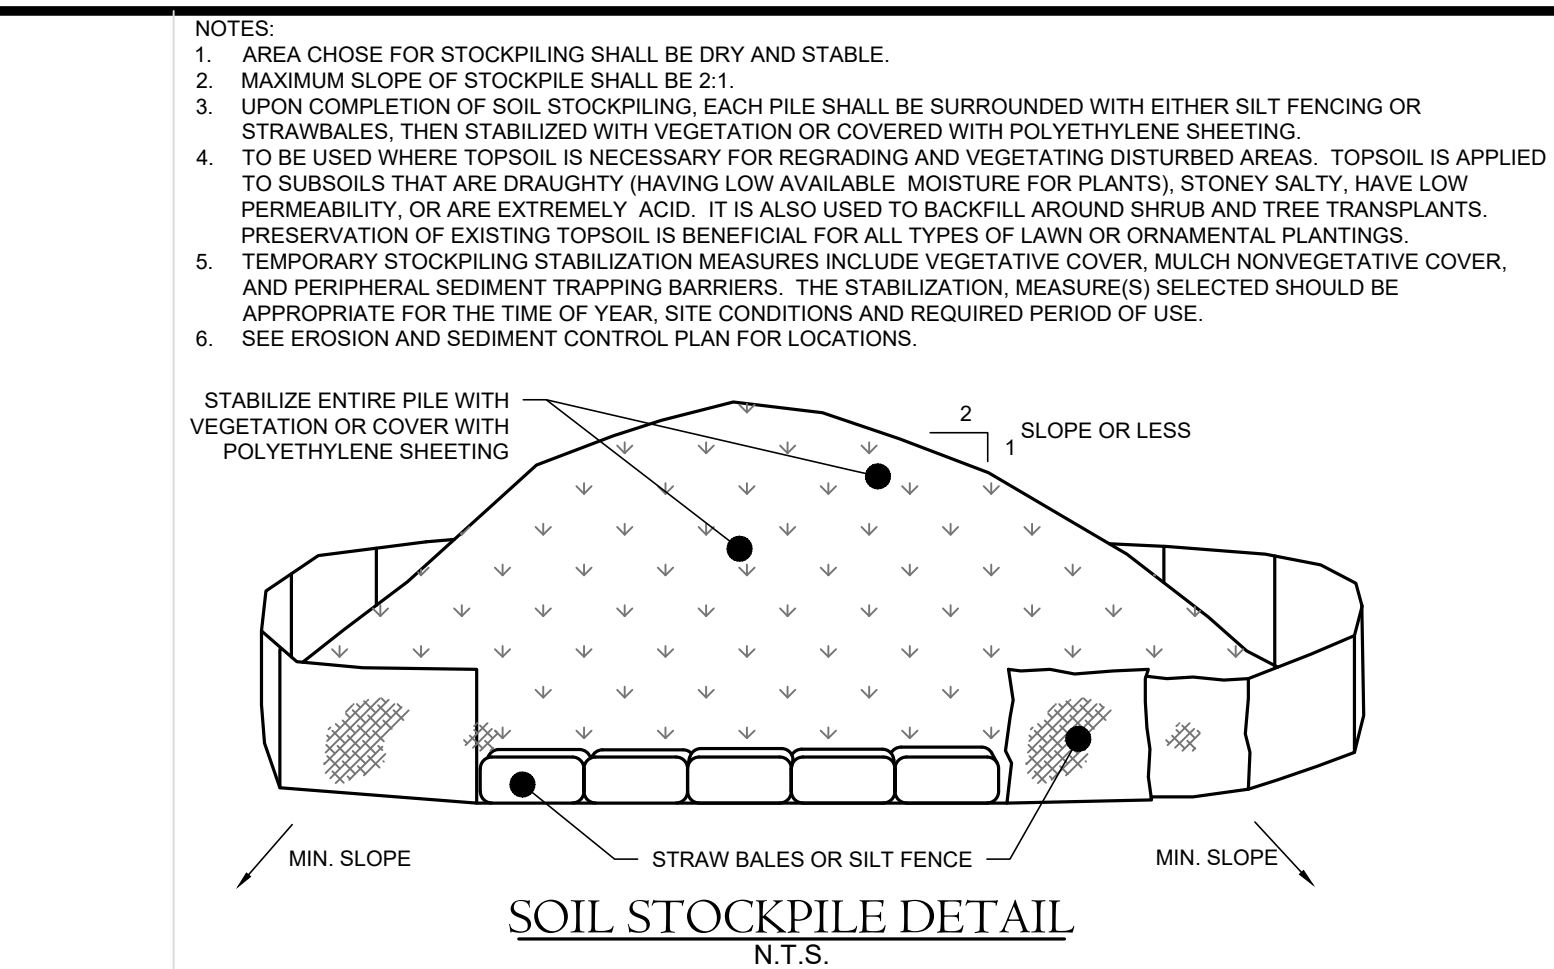 NOTES:
1. AREA CHOSE FOR STOCKPILING SHALL BE DRY AND STABLE.
2. MAXIMUM SLOPE OF STOCKPILE SHALL BE 2:1.
3. UPON COMPLETION OF SOIL STOCKPILING, EACH PILE SHALL BE SURROUNDED WITH EITHER SILT FENCING OR
STRAWBALES, THEN STABILIZED WITH VEGETATION OR COVERED WITH POLYETHYLENE SHEETING.
4. TO BE USED WHERE TOPSOIL IS NECESSARY FOR REGRADING AND VEGETATING DISTURBED AREAS. TOPSOIL IS APPLIED
TO SUBSOILS THAT ARE DRAUGHTY (HAVING LOW AVAILABLE MOISTURE FOR PLANTS), STONEY SALTY, HAVE LOW
PERMEABILITY, OR ARE EXTREMELY ACID. IT IS ALSO USED TO BACKFILL AROUND SHRUB AND TREE TRANSPLANTS.
PRESERVATION OF EXISTING TOPSOIL IS BENEFICIAL FOR ALL TYPES OF LAWN OR ORNAMENTAL PLANTINGS.
5. TEMPORARY STOCKPILING STABILIZATION MEASURES INCLUDE VEGETATIVE COVER, MULCH NONVEGETATIVE COVER,
AND PERIPHERAL SEDIMENT TRAPPING BARRIERS. THE STABILIZATION, MEASURE(S) SELECTED SHOULD BE
APPROPRIATE FOR THE TIME OF YEAR, SITE CONDITIONS AND REQUIRED PERIOD OF USE.
6. SEE EROSION AND SEDIMENT CONTROL PLAN FOR LOCATIONS.
STABILIZE ENTIRE PILE WITH
VEGETATION OR COVER WITH
POLYETHYLENE SHEETING
2
1
SLOPE OR LESS
MIN. SLOPE
STRAW BALES OR SILT FENCE
MIN. SLOPE
SOIL STOCKPILE DETAIL
N.T.S.